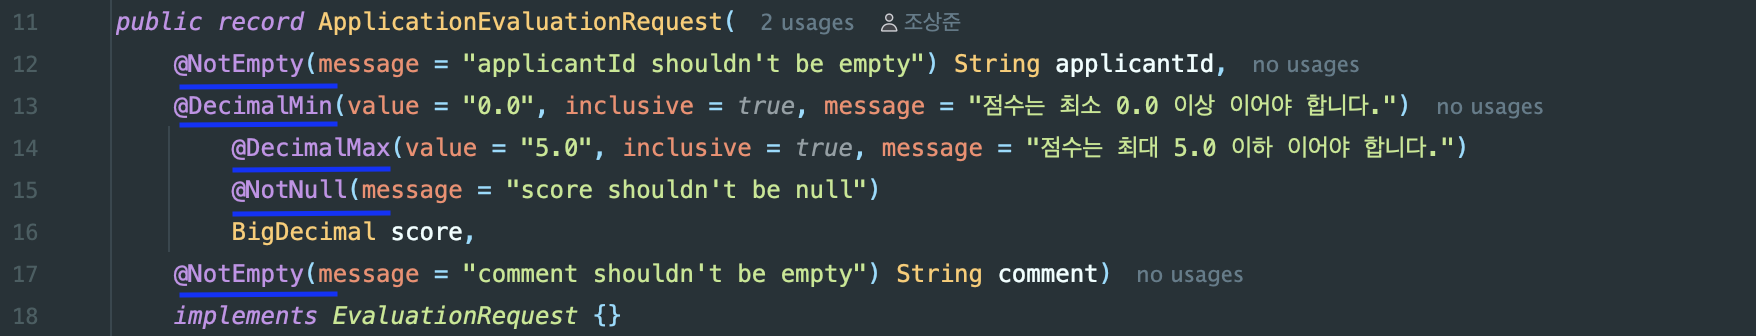 11 public record ApplicationEvaluationRequest( 2 usages 조상준
12 @NotEmpty(message = "applicantId shouldn't be empty") String applicantId, no usages
13 @DecimalMin(value = "0.0", inclusive = true, message = "점수는 최소 0.0 이상 이어야 합니다.") no usages
14 @DecimalMax(value = "5.0", inclusive = true, message = "점수는 최대 5.0 이하 이어야 합니다.")
15 @NotNull(message = "score shouldn't be null")
16 BigDecimal score,
17 @NotEmpty(message = "comment shouldn't be empty") String comment) no usages
18 implements EvaluationRequest {}